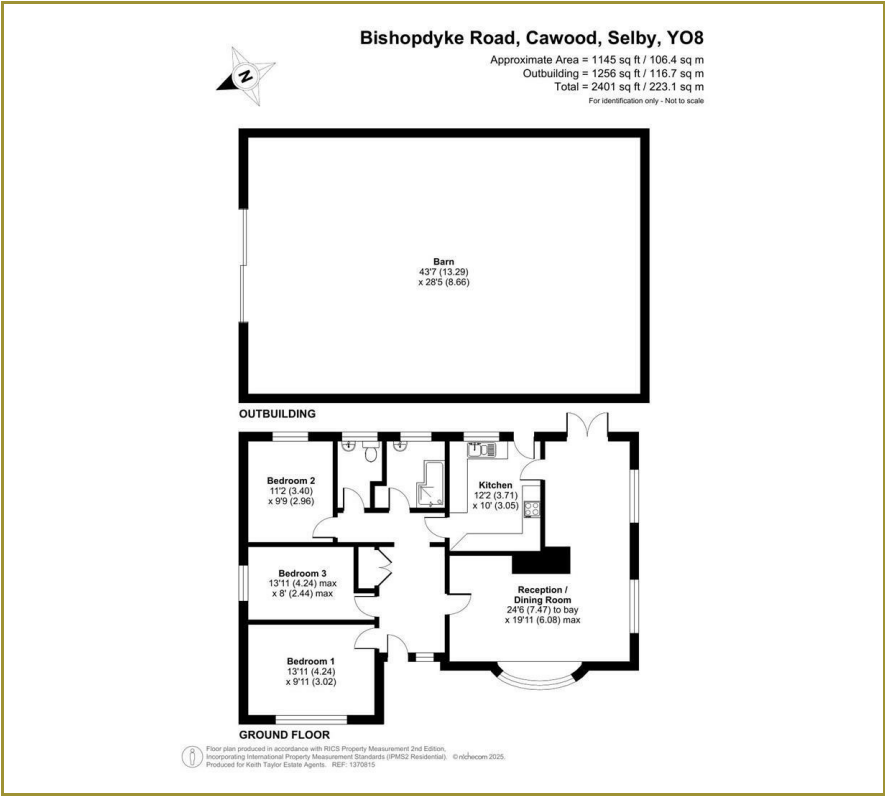 Bishopdyke Road, Cawood, Selby, YO8
Approximate Area = 1145 sq ft / 106.4 sq m
Outbuilding = 1256 sq ft / 116.7 sq m
Total = 2401 sq ft / 223.1 sq m
For identification only - Not to scale
N
Barn
43'7 (13.29)
x 28'5 (8.66)
OUTBUILDING
Bedroom 2
11'2 (3.40)
x 9'9 (2.96)
Kitchen
12'2 (3.71)
x 10' (3.05)
Bedroom 3
13'11 (4.24) max
x 8' (2.44) max
Reception /
Dining Room
24'6 (7.47) to bay
x 19'11 (6.08) max
Bedroom 1
13'11 (4.24)
x 9'11 (3.02)
GROUND FLOOR
Floor plan produced in accordance with RICS Property Measurement 2nd Edition,
Incorporating International Property Measurement Standards (IPMS2 Residential). © nichecom 2025.
Produced for Keith Taylor Estate Agents. REF: 1370815